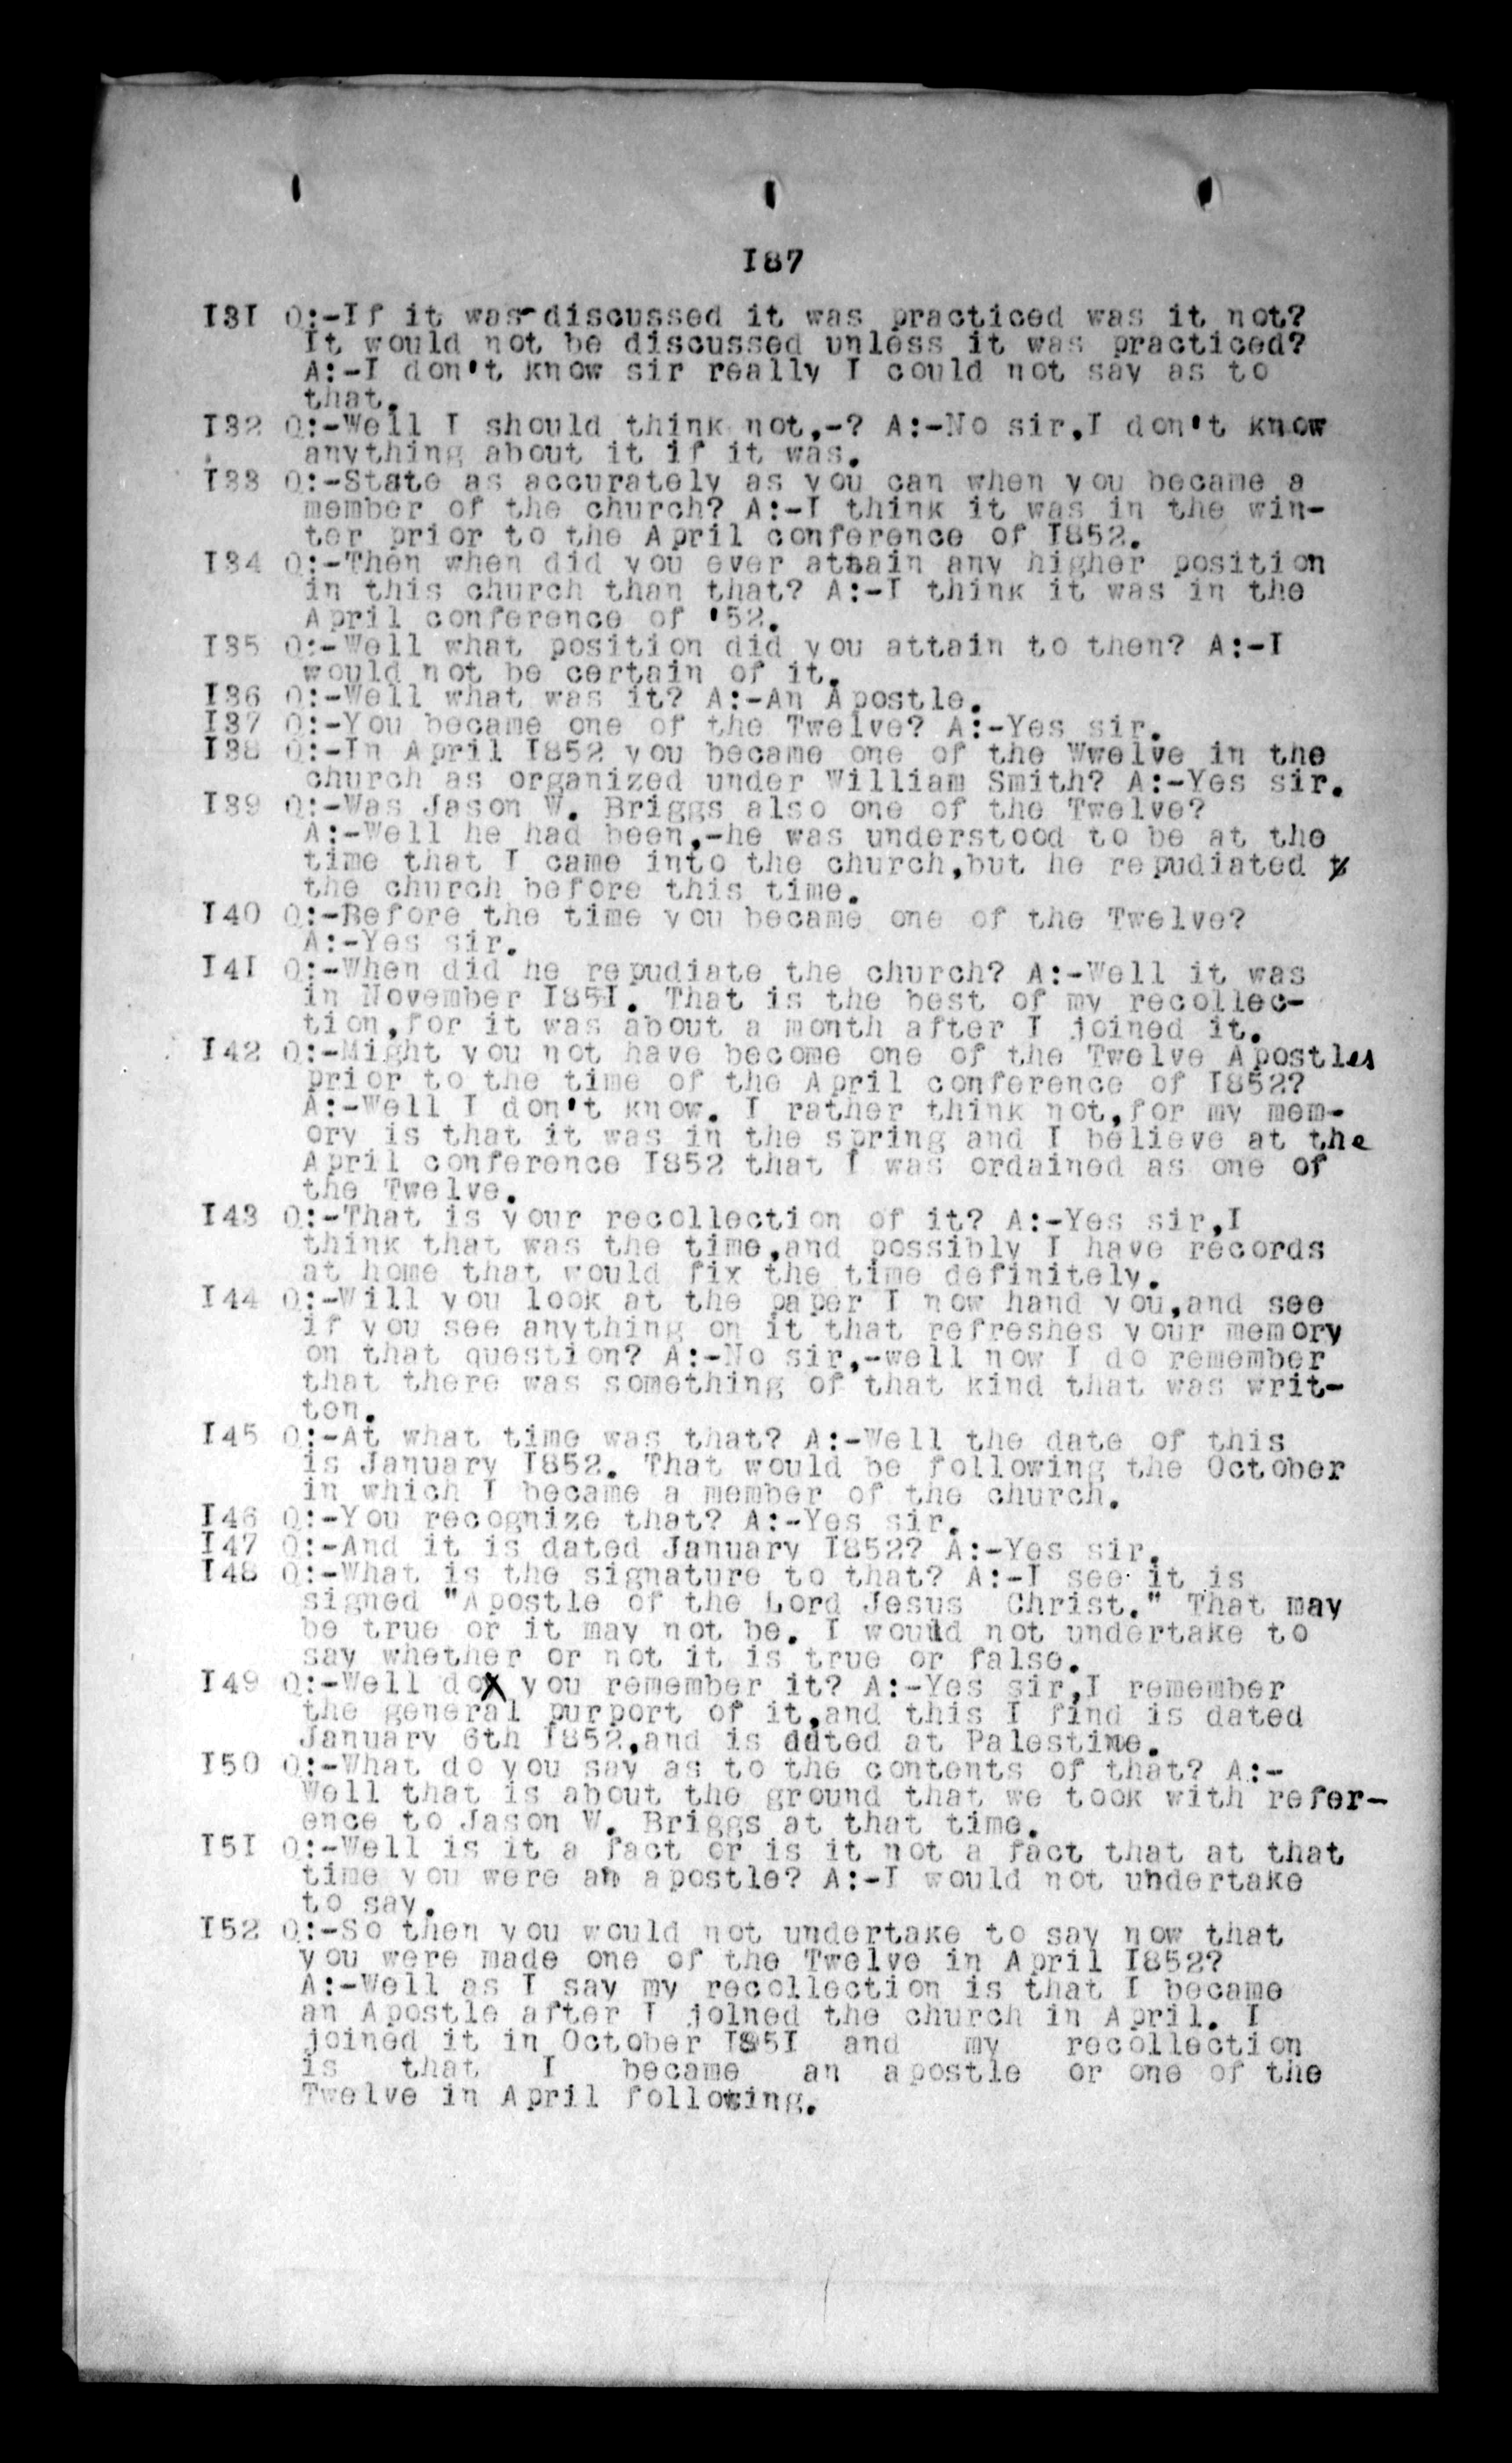 I87
I3I Q:-If it was-discussed it was practiced was it not?
It would not be discussed unless it was practiced?
A:-I don't know sir really I could not say as to
that.
I32 Q:-Well I should think not,-? A:-No sir,I don't know
anything about it if it was.
I33 Q:-State as accurately as you can when you became a
member of the church? A:-I think it was in the win-
ter prior to the April conference of I852.
I34 Q:-Then when did you ever attain any higher position
in this church than that? A:-I think it was in the
April conference of '52.
I35 Q:-Well what position did you attain to then? A:-I
would not be certain of it.
I36 Q:-Well what was it? A:-An Apostle.
I37 Q:-You became one of the Twelve? A:-Yes sir.
I38 Q:-In April I852 you became one of the Wwelve in the
church as organized under William Smith? A:-Yes sir.
I39 Q:-Was Jason W. Briggs also one of the Twelve?
A:-Well he had been,-he was understood to be at the
time that I came into the church,but he repudiated
the church before this time.
I40 Q:-Before the time you became one of the Twelve?
A:-Yes sir.
I4I Q:-When did he repudiate the church? A:-Well it was
in November I85I. That is the best of my recollec-
tion,for it was about a month after I joined it.
I42 Q:-Might you not have become one of the Twelve Apostles
prior to the time of the April conference of I852?
A:-Well I don't know. I rather think not,for my mem-
ory is that it was in the spring and I believe at the
April conference I852 that I was ordained as one of
the Twelve.
I43 Q:-That is your recollection of it? A:-Yes sir,I
think that was the time,and possibly I have records
at home that would fix the time definitely.
I44 Q:-Will you look at the paper I now hand you,and see
if you see anything on it that refreshes your memory
on that question? A:-No sir,-well now I do remember
that there was something of that kind that was writ-
ten.
I45 Q:-At what time was that? A:-Well the date of this
is January I852. That would be following the October
in which I became a member of the church.
I46 Q:-You recognize that? A:-Yes sir.
I47 Q:-And it is dated January I852? A:-Yes sir.
I48 Q:-What is the signature to that? A:-I see it is
signed "Apostle of the Lord Jesus Christ." That may
be true or it may not be. I would not undertake to
say whether or not it is true or false.
I49 Q:-Well do you remember it? A:-Yes sir,I remember
the general purport of it,and this I find is dated
January 6th I852,and is ddted at Palestine.
I50 Q:-What do you say as to the contents of that? A:-
Well that is about the ground that we took with refer-
ence to Jason W. Briggs at that time.
I5I Q:-Well is it a fact or is it not a fact that at that
time you were an apostle? A:-I would not undertake
to say.
I52 Q:-So then you would not undertake to say now that
you were made one of the Twelve in April I852?
A:-Well as I say my recollection is that I became
an Apostle after I joined the church in April. I
joined it in October I85I and my recollection
is that I became an apostle or one of the
Twelve in April following.